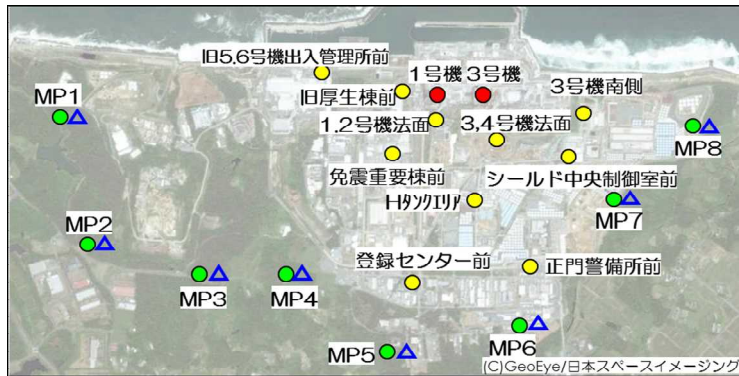 旧5.6号機出入管理所前
1号機 3号機
MP1
旧厚生棟前
3号機南側
1.2号機法面
3,4号機法面
MP8
免震重要棟前
シールド中央制御室前
Hﾀﾝｸｴﾘｱ
MP7
MP2
登録センター前
正門警備所前
MP3
MP4
MP6
MP5
(C)GeoEye/日本スペースイメージング